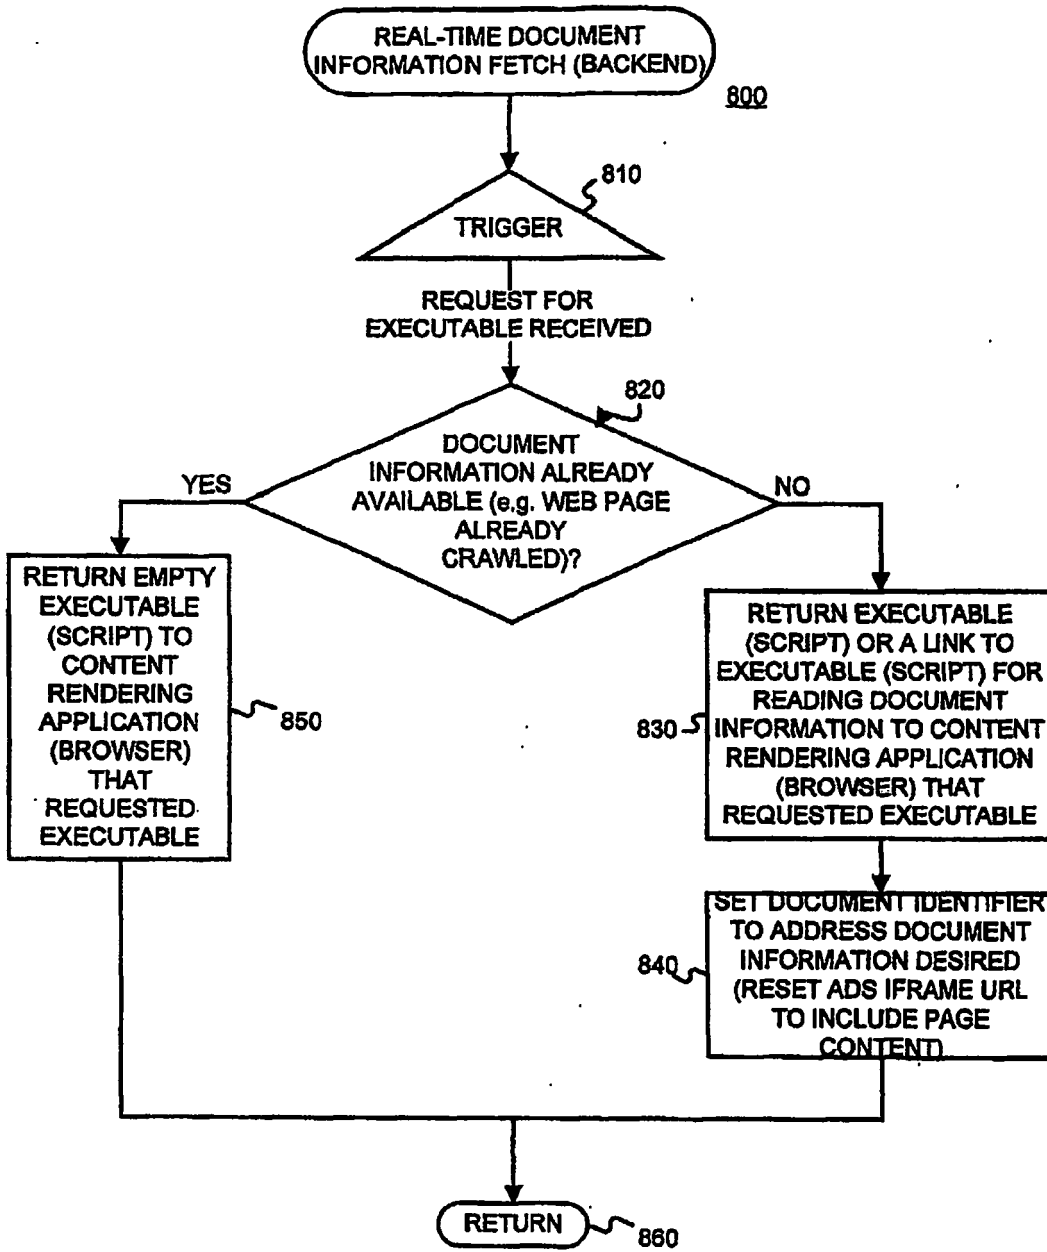 REAL-TIME DOCUMENT
INFORMATION FETCH (BACKEND)
800
810
TRIGGER
REQUEST FOR
EXECUTABLE RECEIVED
820
DOCUMENT
INFORMATION ALREADY
AVAILABLE (e.g. WEB PAGE
ALREADY
CRAWLED)?
YES
NO
RETURN EMPTY
EXECUTABLE
(SCRIPT) TO
CONTENT
RENDERING
APPLICATION
(BROWSER)
THAT
REQUESTED
EXECUTABLE
850
RETURN EXECUTABLE
(SCRIPT) OR A LINK TO
EXECUTABLE (SCRIPT) FOR
READING DOCUMENT
INFORMATION TO CONTENT
RENDERING APPLICATION
(BROWSER) THAT
REQUESTED EXECUTABLE
830
SET DOCUMENT IDENTIFIER
TO ADDRESS DOCUMENT
INFORMATION DESIRED
(RESET ADS IFRAME URL
TO INCLUDE PAGE
CONTENT)
840
RETURN
860